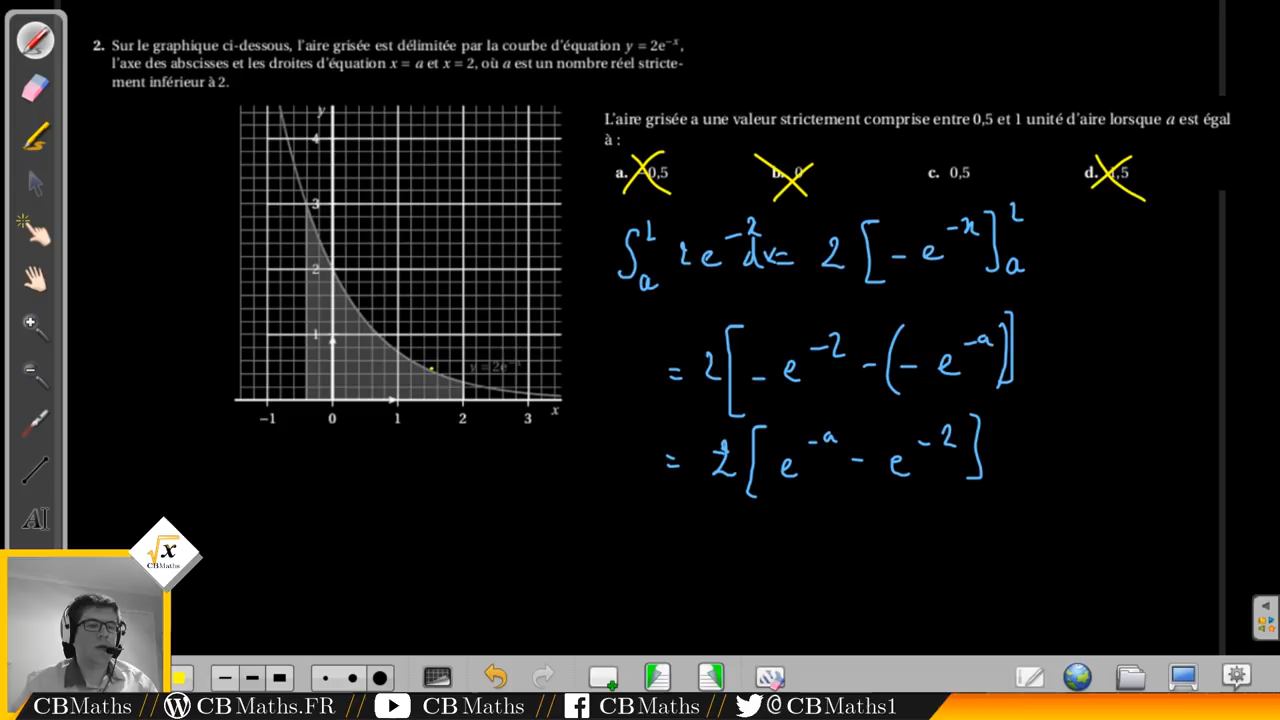 2. Sur le graphique ci-dessous, l'aire grisée est délimitée par la courbe d'équation y = 2e⁻ˣ,
l'axe des abscisses et les droites d'équation x = a et x = 2, où a est un nombre réel stricte-
ment inférieur à 2.
y
4
3
2
1
y = 2e⁻ˣ
-1 0 1 2 3 x
L'aire grisée a une valeur strictement comprise entre 0,5 et 1 unité d'aire lorsque a est égal
à :
a. -0,5 b. 0 c. 0,5 d. 1,5
∫ₐ² 2e⁻² dx = 2[-e⁻ˣ]ₐ²
= 2[-e⁻² - (-e⁻ᵃ)]
= 2[e⁻ᵃ - e⁻²]
AI
√x
CBMaths
CBMaths CBMaths.FR CBMaths CBMaths @CBMaths1